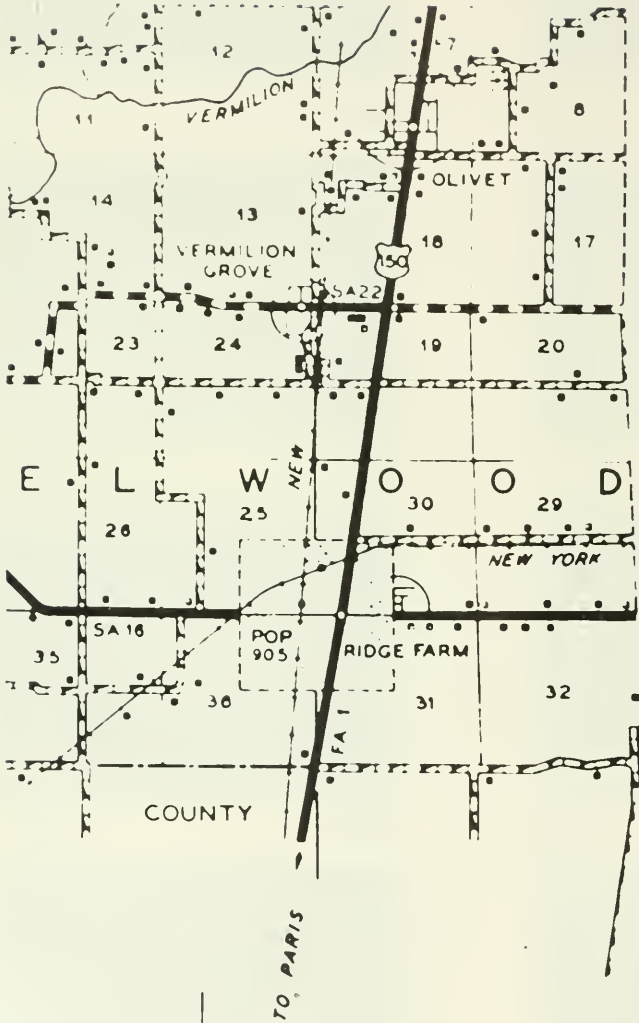 12
7
8
11
VERMILION
OLIVET
14
13
18
17
VERMILION
GROVE
150
SA 22
23
24
19
20
E L W O O D
NEW
30
29
25
26
NEW YORK
SA 16
POP
905
RIDGE FARM
35
36
31
32
FA 1
COUNTY
TO PARIS